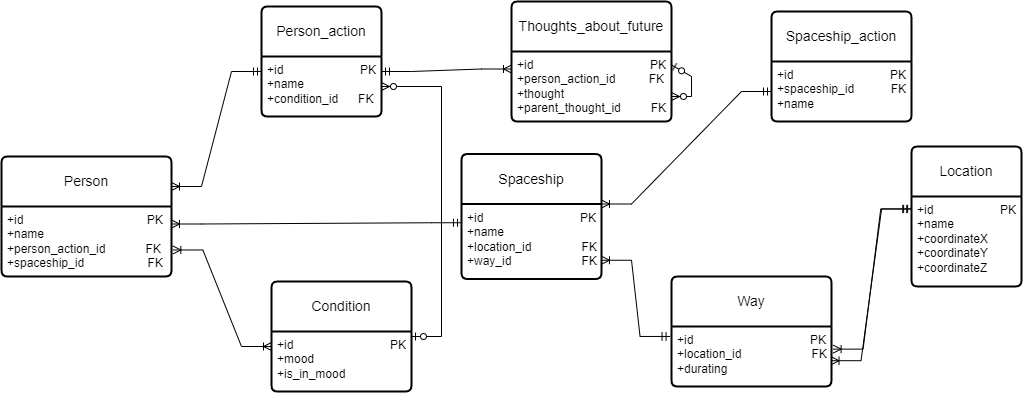 Person_action
+id PK
+name
+condition_id FK
Thoughts_about_future
+id PK
+person_action_id FK
+thought
+parent_thought_id FK
Spaceship_action
+id PK
+spaceship_id FK
+name
Person
+id PK
+name
+person_action_id FK
+spaceship_id FK
Spaceship
+id PK
+name
+location_id FK
+way_id FK
Location
+id PK
+name
+coordinateX
+coordinateY
+coordinateZ
Condition
+id PK
+mood
+is_in_mood
Way
+id PK
+location_id FK
+durating